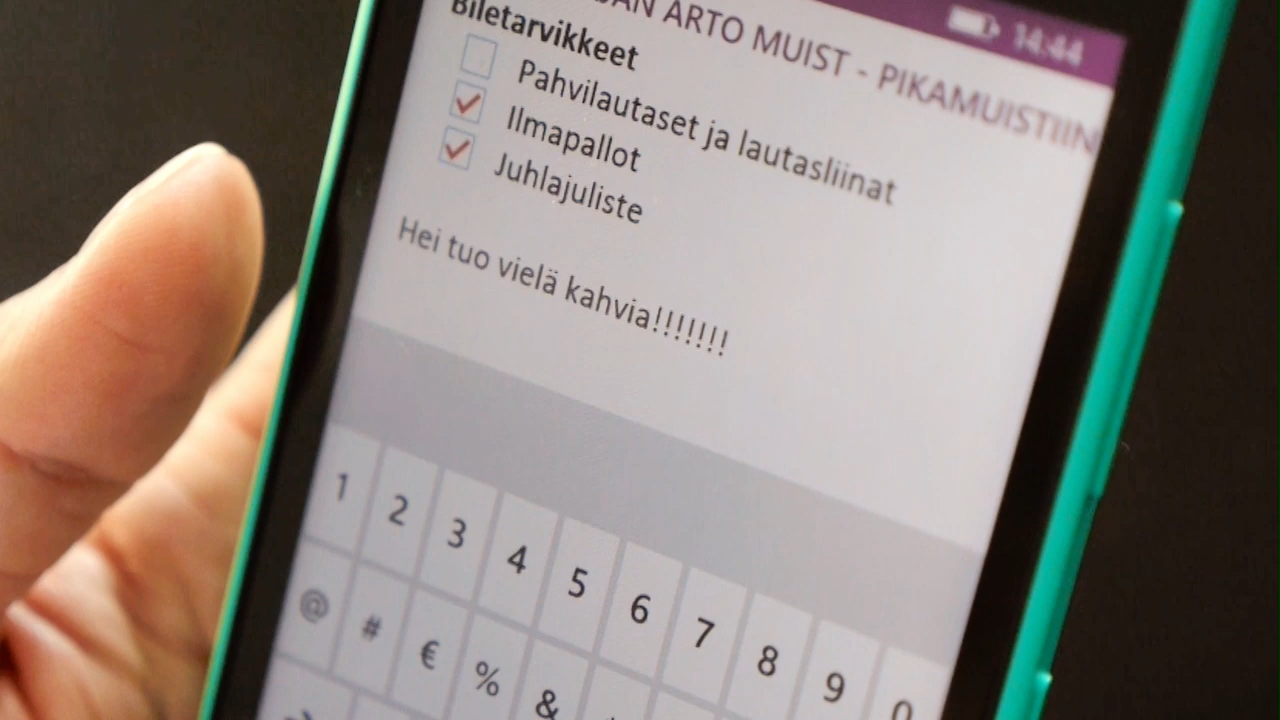 14:44
ARTO MUIST - PIKAMUISTIIN
Biletarvikkeet
Pahvilautaset ja lautasliinat
Ilmapallot
Juhlajuliste
Hei tuo vielä kahvia!!!!!!!
1 2 3 4 5 6 7 8 9 0
@ # € % &